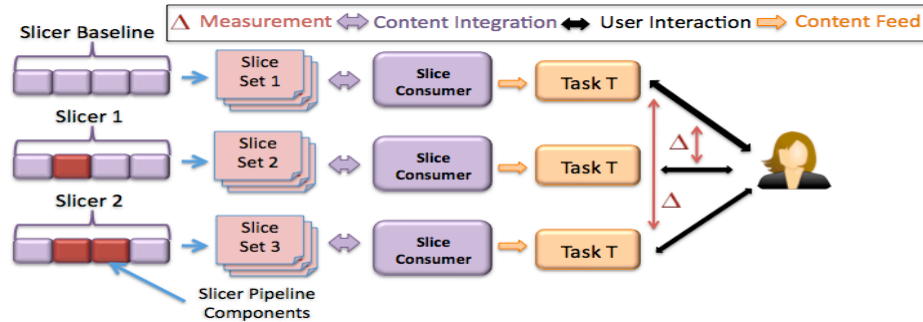 Δ Measurement Content Integration User Interaction Content Feed
Slicer Baseline
Slice
Set 1
Slice
Consumer
Task T
Slicer 1
Slice
Set 2
Slice
Consumer
Task T
Δ
Δ
Slicer 2
Slice
Set 3
Slice
Consumer
Task T
Slicer Pipeline
Components